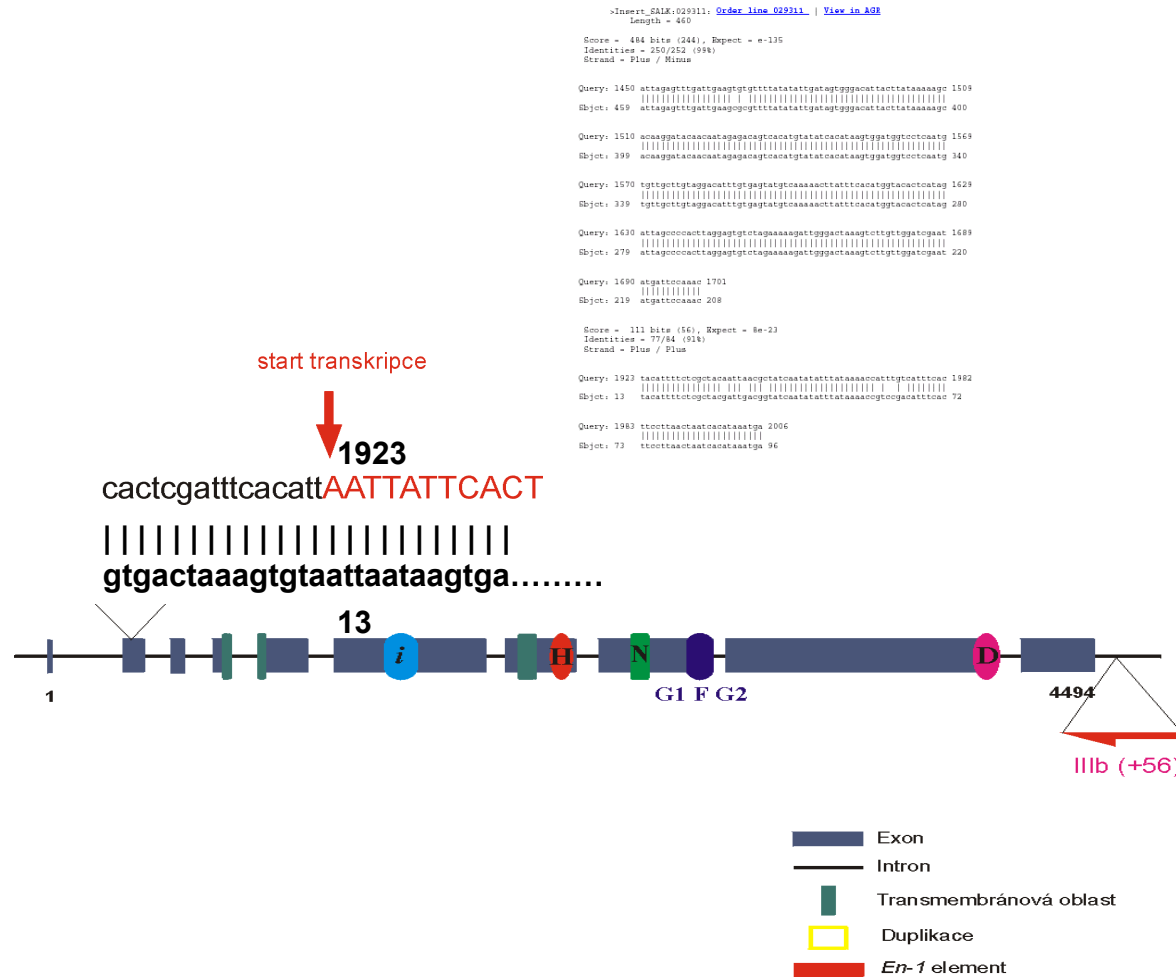 >Insert_SALK:029311: Order line 029311 | View in AGR
Length = 460
Score = 484 bits (244), Expect = e-135
Identities = 250/252 (99%)
Strand = Plus / Minus
Query: 1450 attagagtttgattgaagtgtgttttatatattgatagtgggacattacttataaaaagc 1509
|||||||||||||||||| | ||||||||||||||||||||||||||||||||||||||||
Sbjct: 459 attagagtttgattgaagcgcgttttatatattgatagtgggacattacttataaaaagc 400
Query: 1510 acaaggatacaacaatagagacagtcacatgtatatcacataagtggatggtcctcaatg 1569
||||||||||||||||||||||||||||||||||||||||||||||||||||||||||||
Sbjct: 399 acaaggatacaacaatagagacagtcacatgtatatcacataagtggatggtcctcaatg 340
Query: 1570 tgttgcttgtaggacatttgtgagtatgtcaaaaacttatttcacatggtacactcatag 1629
||||||||||||||||||||||||||||||||||||||||||||||||||||||||||||
Sbjct: 339 tgttgcttgtaggacatttgtgagtatgtcaaaaacttatttcacatggtacactcatag 280
Query: 1630 attagccccacttaggagtgtctagaaaaagattgggactaaagtcttgttggatcgaat 1689
||||||||||||||||||||||||||||||||||||||||||||||||||||||||||||
Sbjct: 279 attagccccacttaggagtgtctagaaaaagattgggactaaagtcttgttggatcgaat 220
Query: 1690 atgattccaaac 1701
||||||||||||
Sbjct: 219 atgattccaaac 208
Score = 111 bits (56), Expect = 8e-23
Identities = 77/84 (91%)
Strand = Plus / Plus
Query: 1923 tacattttctcgctacaattaacgctatcaatatatttataaaaccatttgtcatttcac 1982
|||||||||||||||| ||| ||| ||||||||||||||||||||| | | ||||||||
Sbjct: 13 tacattttctcgctacgattgacggtatcaatatatttataaaaccgtccgacatttcac 72
Query: 1983 ttccttaactaatcacataaatga 2006
||||||||||||||||||||||||
Sbjct: 73 ttccttaactaatcacataaatga 96
start transkripce
1923
cactcgatttcacattAATTATTCACT
||||||||||||||||||||||||
gtgactaaagtgtaattaataagtga.........
13
i
H
N
D
1
G1 F G2
4494
IIIb (+56)
Exon
Intron
Transmembránová oblast
Duplikace
En-1 element